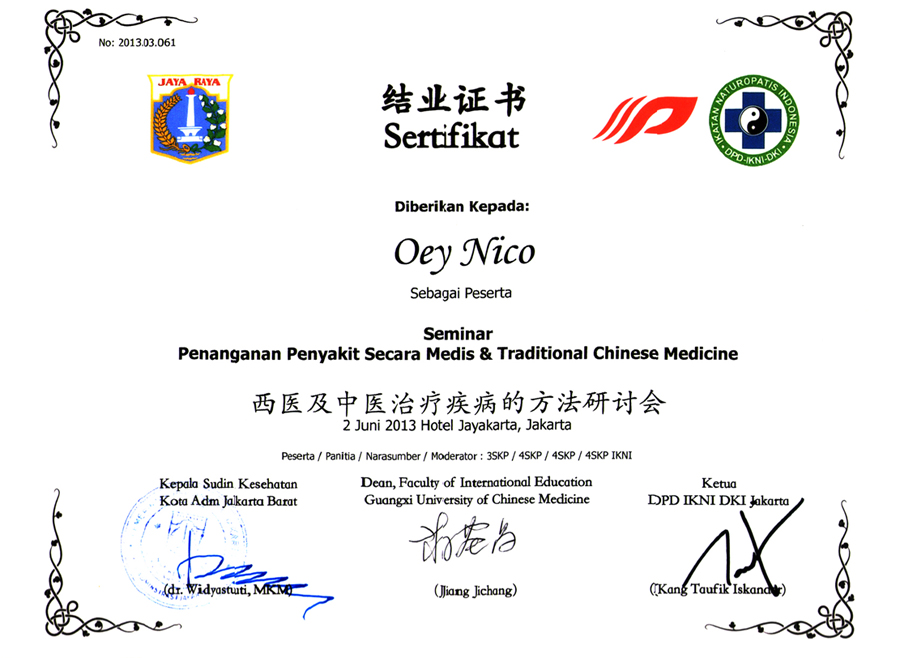 No: 2013.03.061
JAYA RAYA
结业证书
Sertifikat
IKATAN NATUROPATIS INDONESIA
DPD-IKNI-DKI
Diberikan Kepada:
Oey Nico
Sebagai Peserta
Seminar
Penanganan Penyakit Secara Medis & Traditional Chinese Medicine
西医及中医治疗疾病的方法研讨会
2 Juni 2013 Hotel Jayakarta, Jakarta
Peserta / Panitia / Narasumber / Moderator : 3SKP / 4SKP / 4SKP / 4SKP IKNI
Kepala Sudin Kesehatan
Kota Adm Jakarta Barat
(dr. Widyastuti, MKM)
Dean, Faculty of International Education
Guangxi University of Chinese Medicine
(Jiang Jichang)
Ketua
DPD IKNI DKI Jakarta
(Kang Taufik Iskandar)